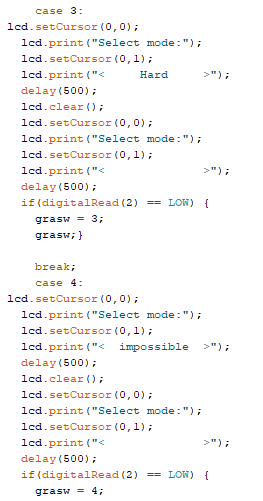 case 3:
lcd.setCursor(0,0);
lcd.print("Select mode:");
lcd.setCursor(0,1);
lcd.print("<     Hard     >");
delay(500);
lcd.clear();
lcd.setCursor(0,0);
lcd.print("Select mode:");
lcd.setCursor(0,1);
lcd.print("<              >");
delay(500);
if(digitalRead(2) == LOW) {
grasw = 3;
grasw;}
break;
case 4:
lcd.setCursor(0,0);
lcd.print("Select mode:");
lcd.setCursor(0,1);
lcd.print("<  impossible  >");
delay(500);
lcd.clear();
lcd.setCursor(0,0);
lcd.print("Select mode:");
lcd.setCursor(0,1);
lcd.print("<              >");
delay(500);
if(digitalRead(2) == LOW) {
grasw = 4;